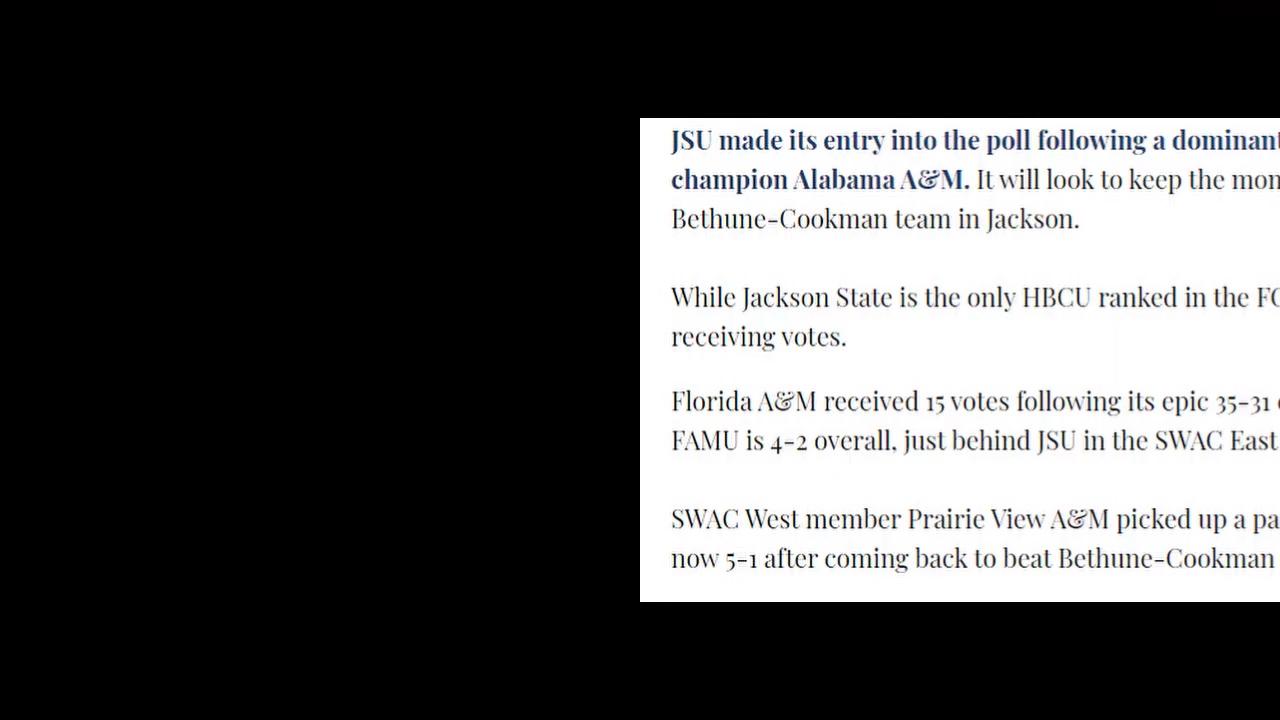 JSU made its entry into the poll following a dominant
champion Alabama A&M. It will look to keep the
Bethune-Cookman team in Jackson.
While Jackson State is the only HBCU ranked in the
receiving votes.
Florida A&M received 15 votes following its epic 35-31
FAMU is 4-2 overall, just behind JSU in the SWAC East
SWAC West member Prairie View A&M picked up a
now 5-1 after coming back to beat Bethune-Cookman